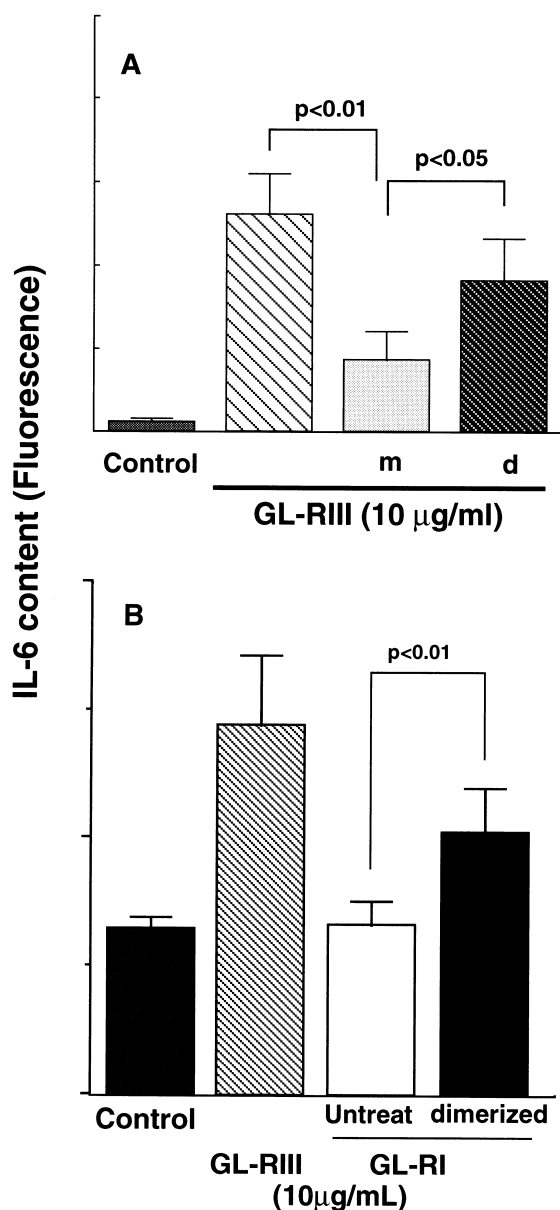 A
p<0.01
p<0.05
Control m d
GL-RIII (10 μg/ml)
IL-6 content (Fluorescence)
B
p<0.01
Control Untreat dimerized
GL-RIII GL-RI
(10μg/mL)